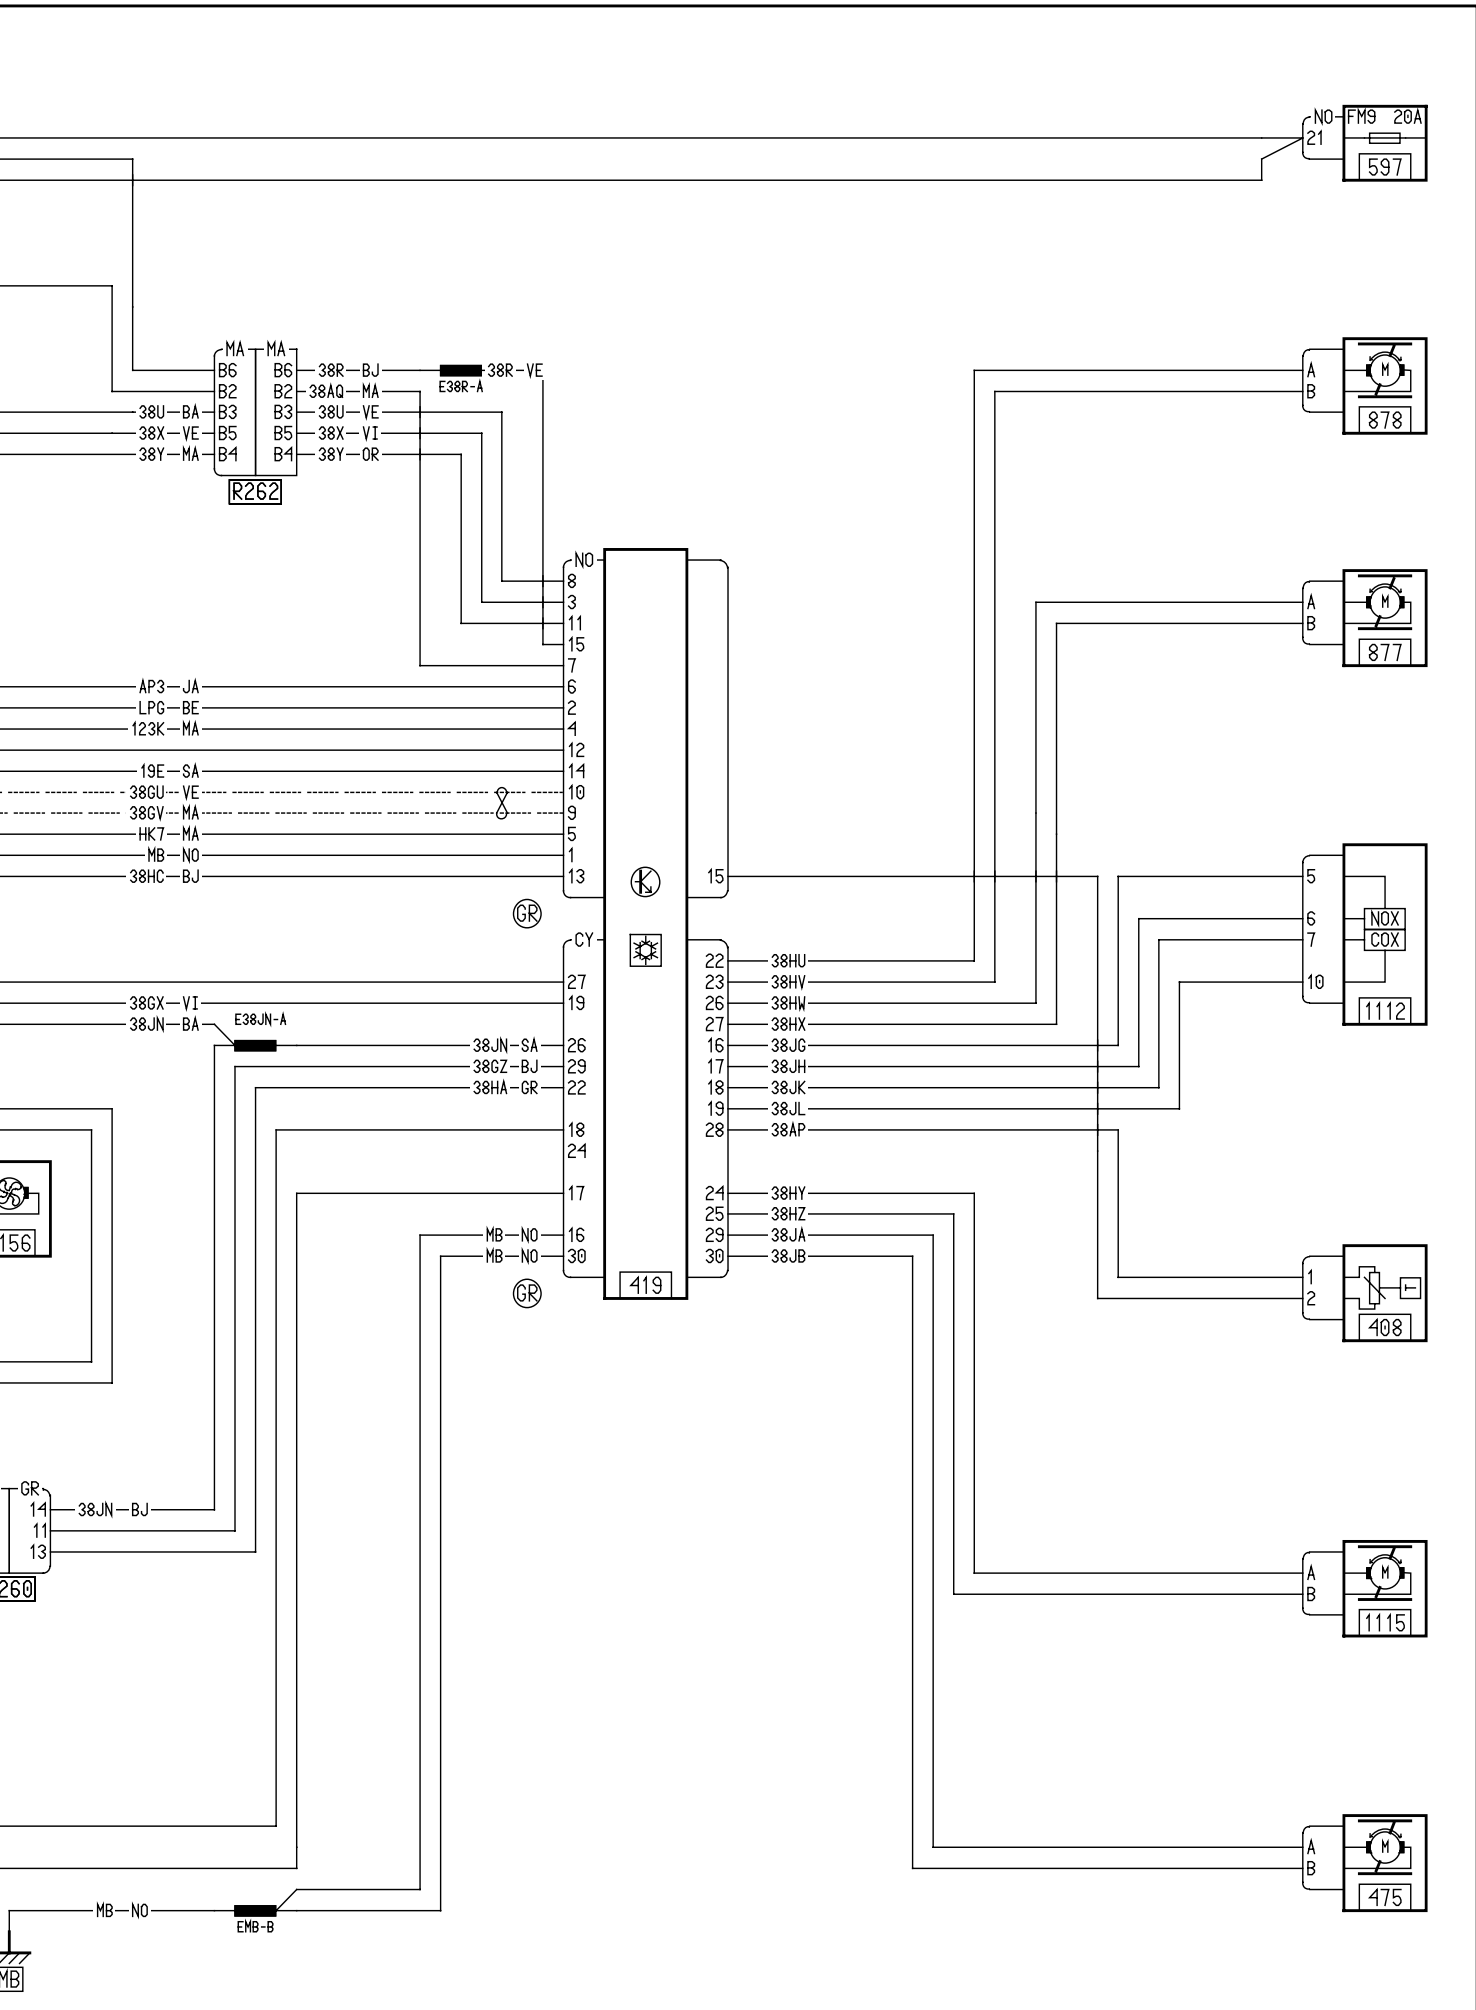 NO FM9 20A
21
597
MA MA
B6 B6 38R BJ 38R VE
E38R-A
B2 B2 38AQ MA
38U BA B3 B3 38U VE
38X VE B5 B5 38X VI
38Y MA B4 B4 38Y OR
R262
A M
B
878
NO
8
3
11
15
7
AP3 JA 6
LPG BE 2
123K MA 4
12
19E SA 14
38GU VE 10
38GV MA 9
HK7 MA 5
MB NO 1
38HC BJ 13
15
GR
A M
B
877
5
6 NOX
7 COX
10
1112
CY
22 38HU
27 23 38HV
38GX VI 19 26 38HW
38JN BA E38JN-A 27 38HX
38JN SA 26 16 38JG
38GZ BJ 29 17 38JH
38HA GR 22 18 38JK
19 38JL
18 28 38AP
24
17 24 38HY
25 38HZ
MB NO 16 29 38JA
MB NO 30 30 38JB
419
GR
156
1
2 T
408
GR
14 38JN BJ
11
13
260
A M
B
1115
A M
B
475
MB NO
EMB-B
MB